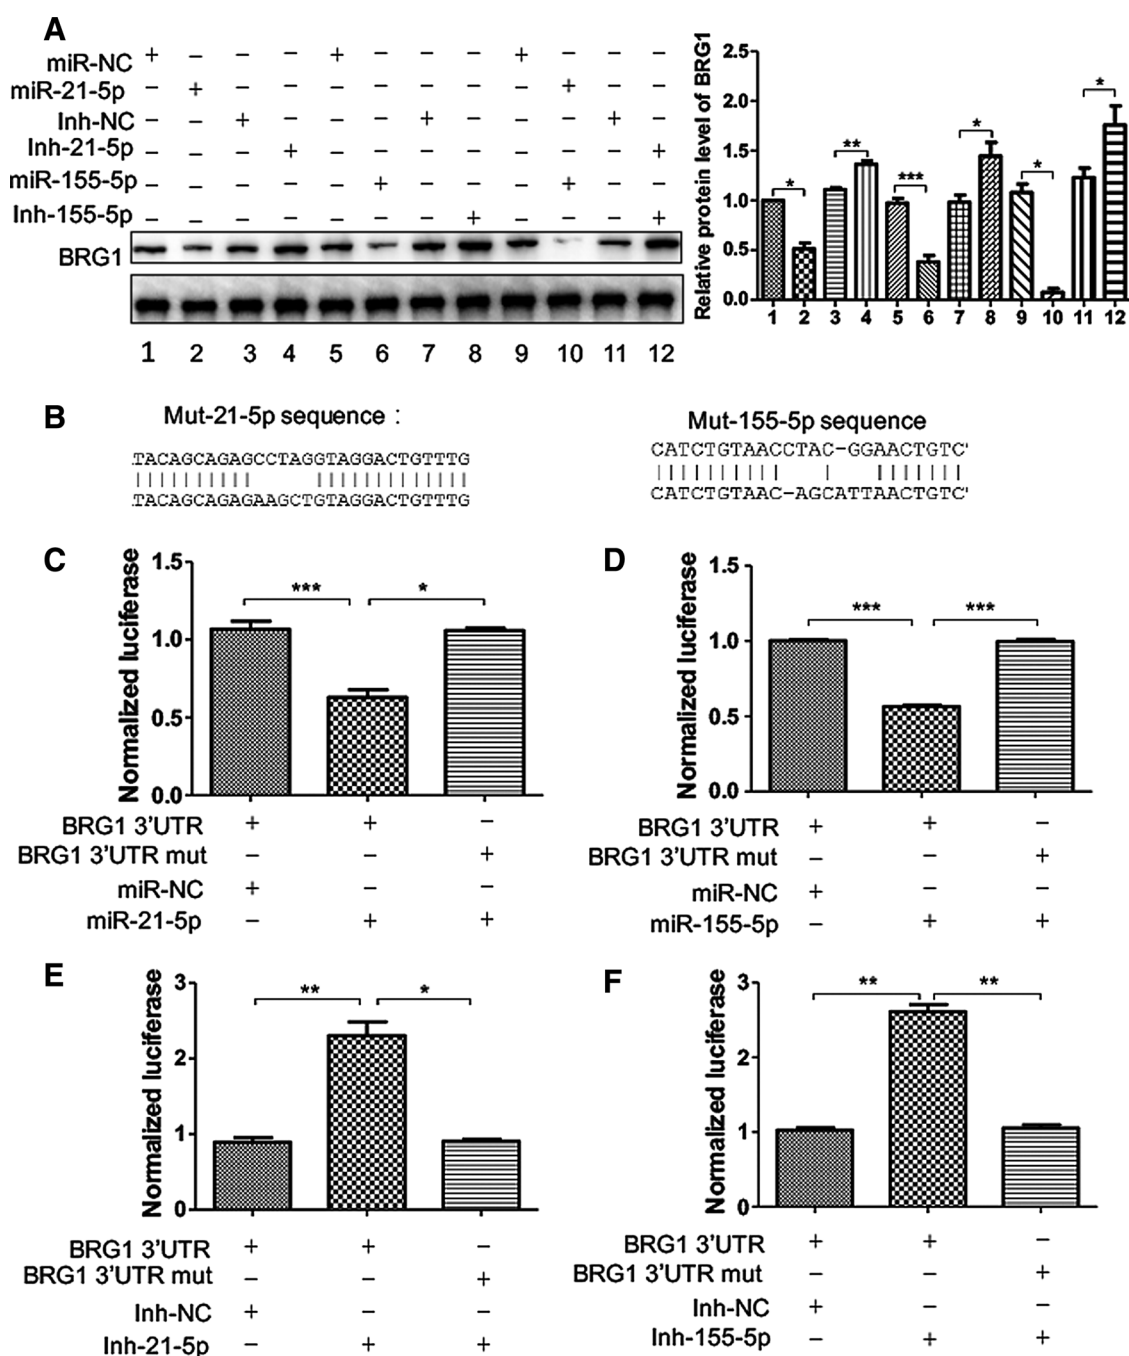 A
miR-NC + − − − + − − − + − − −
miR-21-5p − + − − − − − − − + − −
Inh-NC − − + − − − + − − − + −
Inh-21-5p − − − + − − − − − − − +
miR-155-5p − − − − − + − − − + − −
Inh-155-5p − − − − − − − + − − − +
BRG1
1 2 3 4 5 6 7 8 9 10 11 12
Relative protein level of BRG1
2.5
2.0
1.5
1.0
0.5
0.0
* ** *** * * *
1 2 3 4 5 6 7 8 9 10 11 12
B
Mut-21-5p sequence :
TACAGCAGAGCCTAGGTAGGACTGTTTG
TACAGCAGAGAAGCTGTAGGACTGTTTG
Mut-155-5p sequence
CATCTGTAACCTAC-GGAACTGTC'
CATCTGTAAC-AGCATTAACTGTC'
C
Normalized luciferase
1.5
1.0
0.5
0.0
*** *
BRG1 3'UTR + + −
BRG1 3'UTR mut − − +
miR-NC + − −
miR-21-5p − + +
D
Normalized luciferase
1.5
1.0
0.5
0.0
*** ***
BRG1 3'UTR + + −
BRG1 3'UTR mut − − +
miR-NC + − −
miR-155-5p − + +
E
Normalized luciferase
3
2
1
0
** *
BRG1 3'UTR + + −
BRG1 3'UTR mut − − +
Inh-NC + − −
Inh-21-5p − + +
F
Normalized luciferase
3
2
1
0
** **
BRG1 3'UTR + + −
BRG1 3'UTR mut − − +
Inh-NC + − −
Inh-155-5p − + +